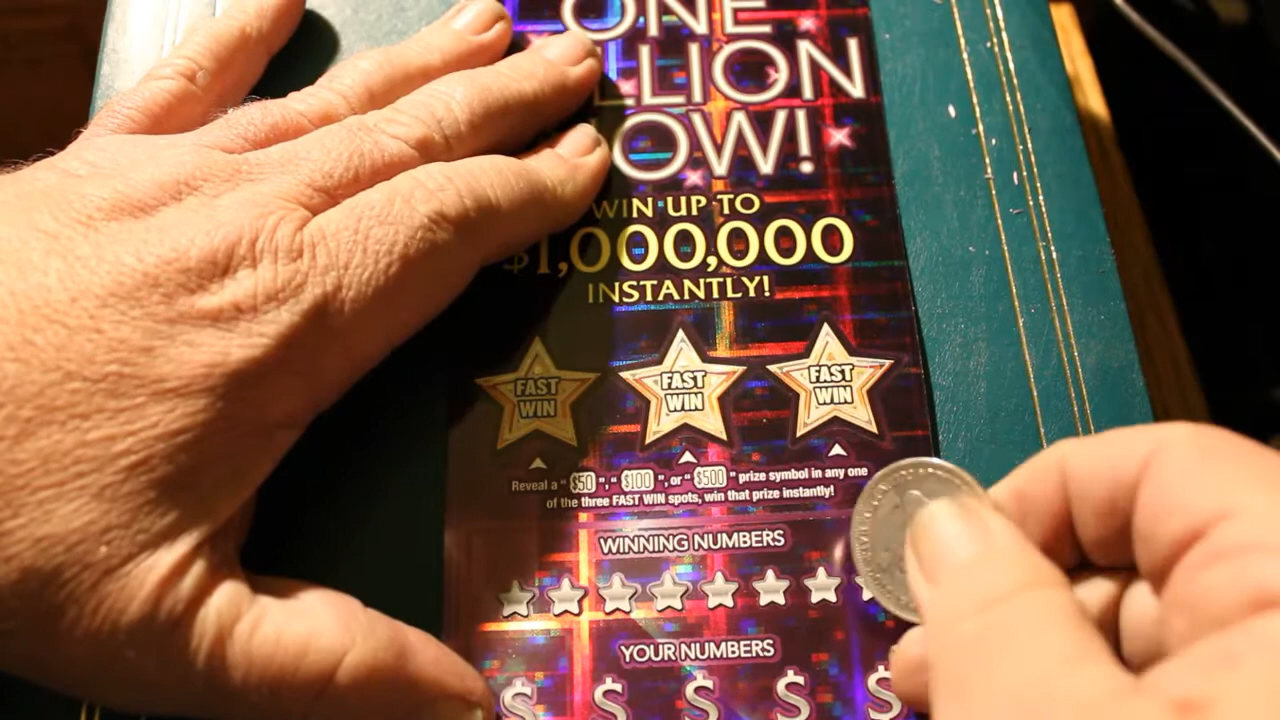 ONE
LLION
OW!
WIN UP TO
$1,000,000
INSTANTLY!
FAST WIN
FAST WIN
FAST WIN
Reveal a "$50", "$100", or "$500" prize symbol in any one
of the three FAST WIN spots, win that prize instantly!
WINNING NUMBERS
YOUR NUMBERS
$ $ $ $ $